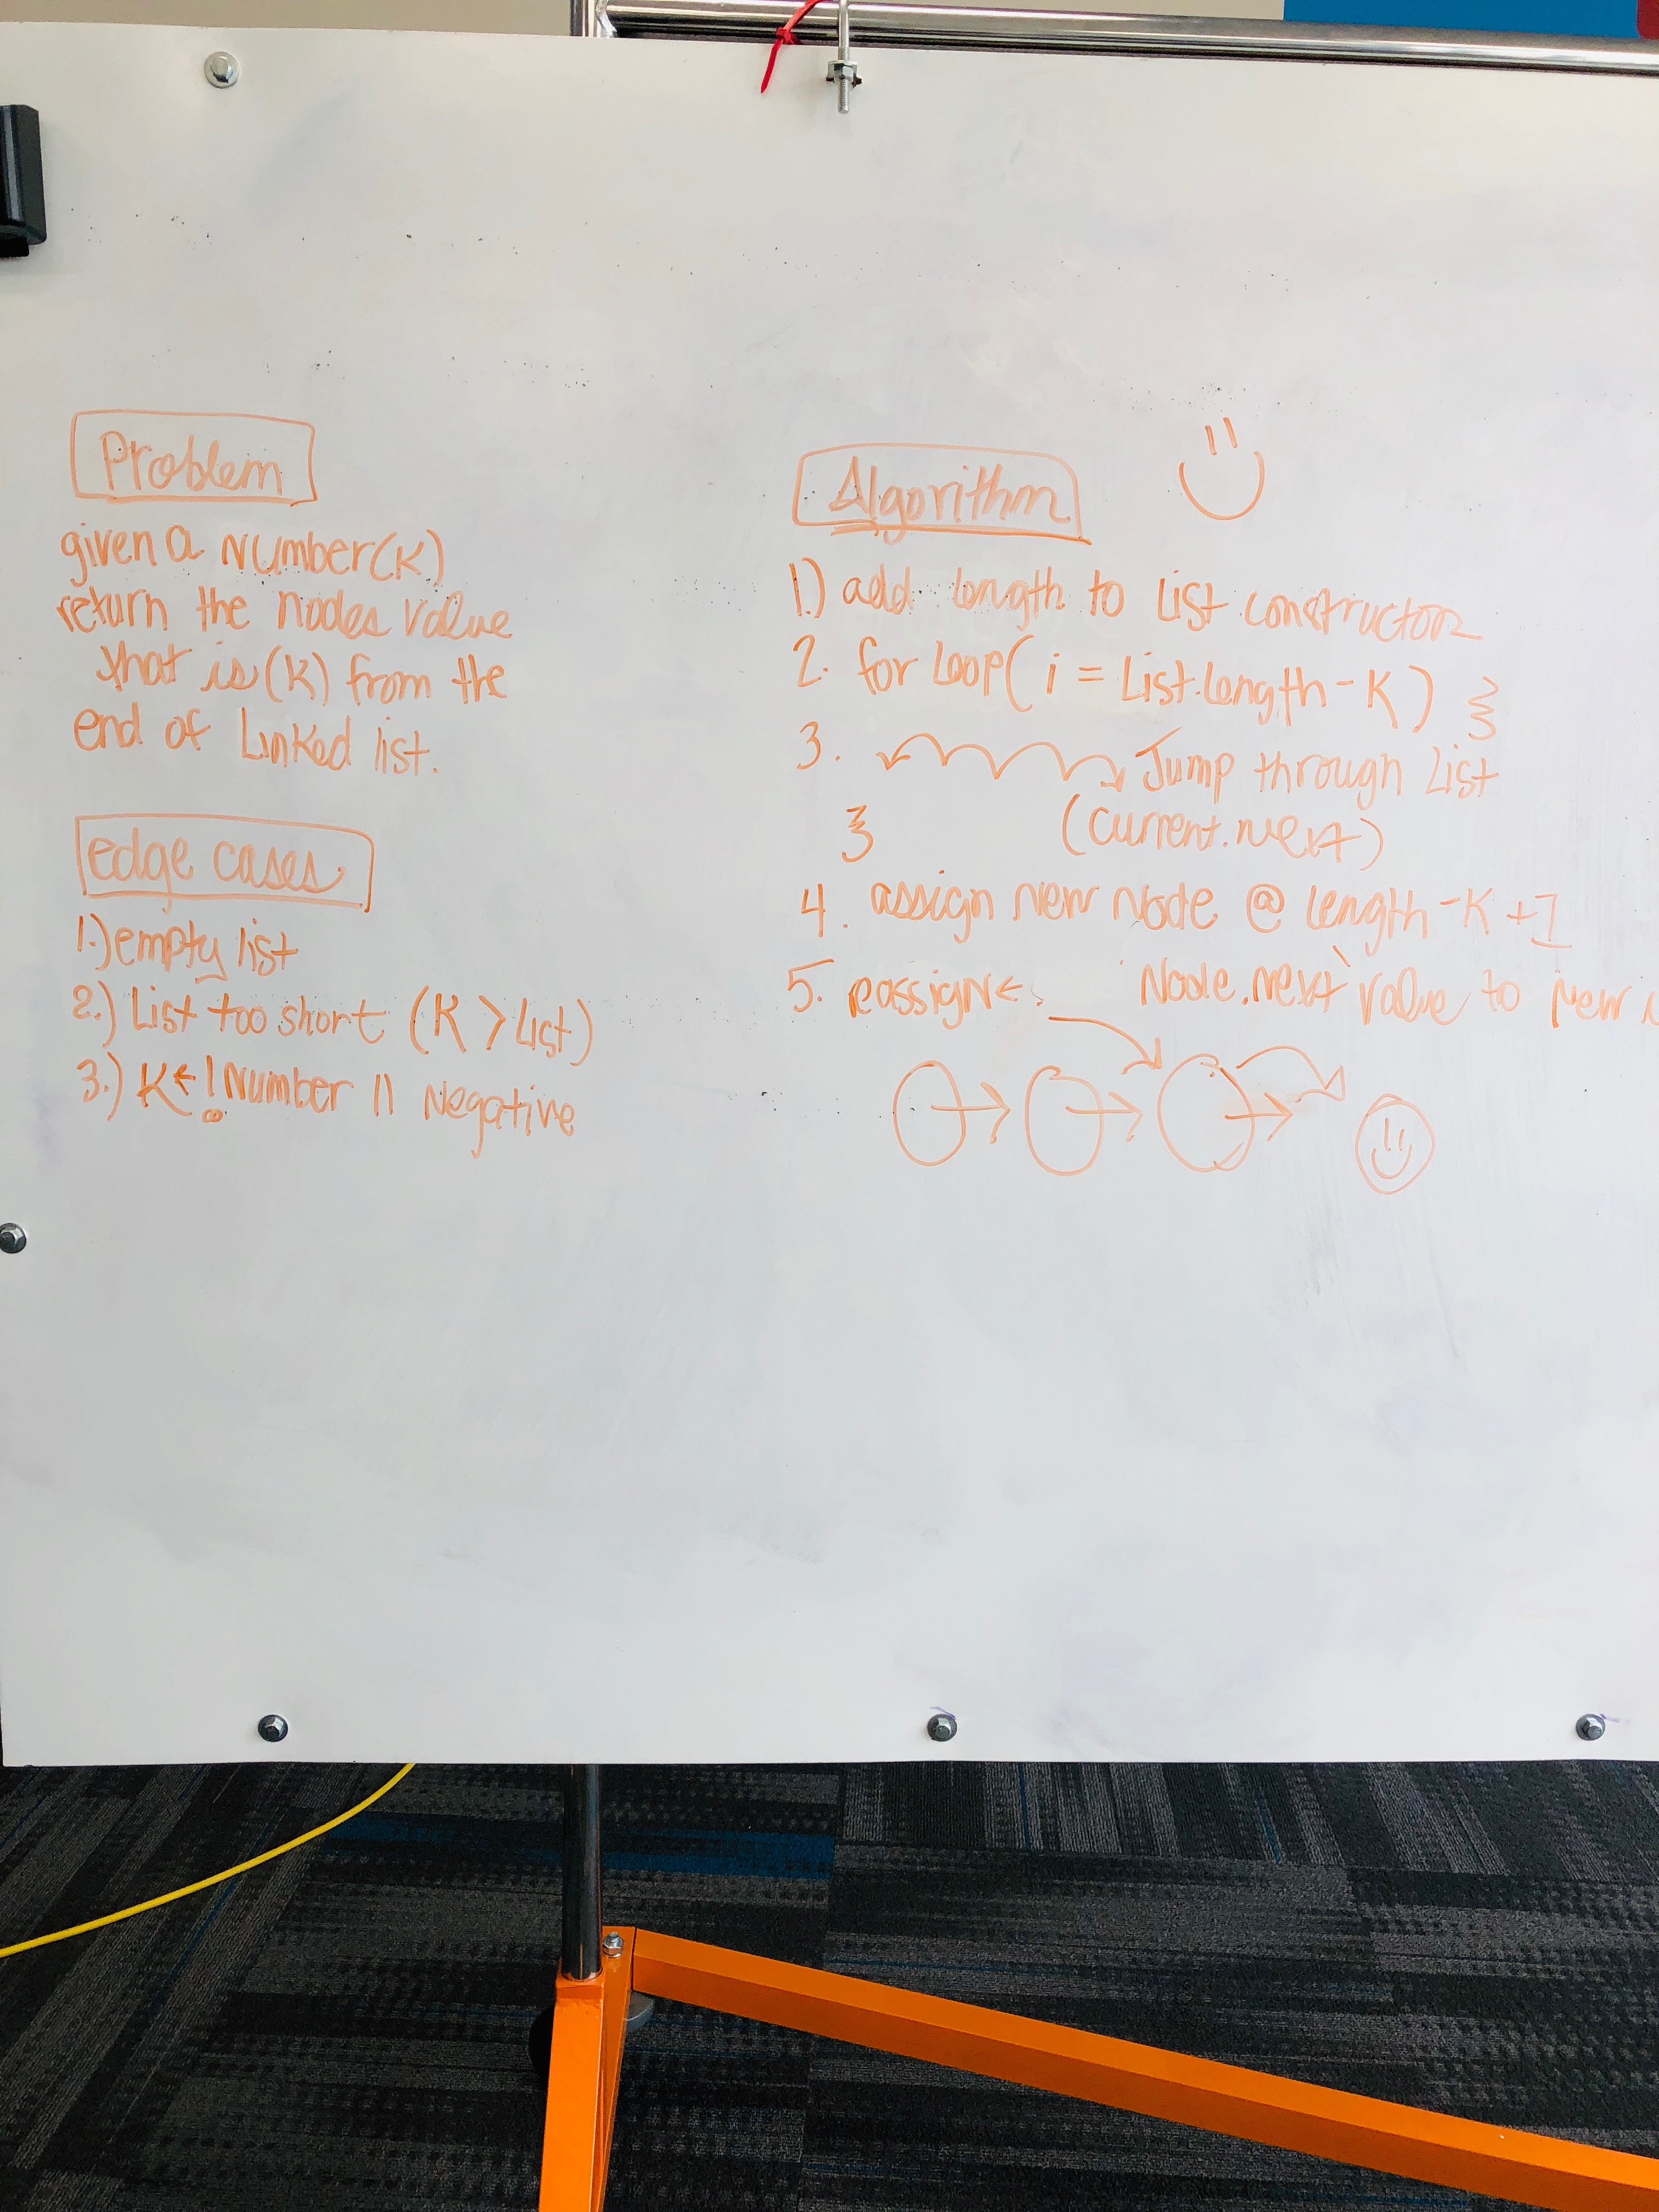 Problem
given a Number(K)
return the nodes value
that is (K) from the
end of Linked list.
edge cases
1.) empty list
2.) List too short (K > List)
3.) K ← ! Number || Negative
Algorithm
1.) add length to List constructor
2. for Loop( i = List.length - K ) {
3. Jump through List
} (current.next)
4. assign new Node @ length - K + 1
5. reassign Node.next value to new